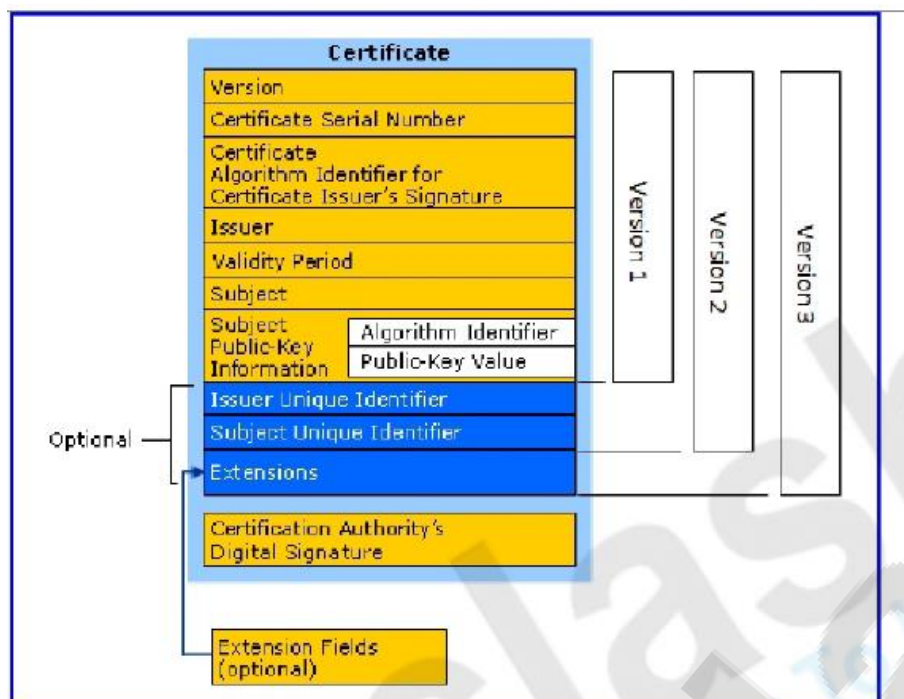 Certificate
Version
Certificate Serial Number
Certificate
Algorithm Identifier for
Certificate Issuer's Signature
Issuer
Validity Period
Subject
Subject
Public-Key
Information
Algorithm Identifier
Public-Key Value
Issuer Unique Identifier
Subject Unique Identifier
Extensions
Certification Authority's
Digital Signature
Optional
Extension Fields
(optional)
Version 1
Version 2
Version 3